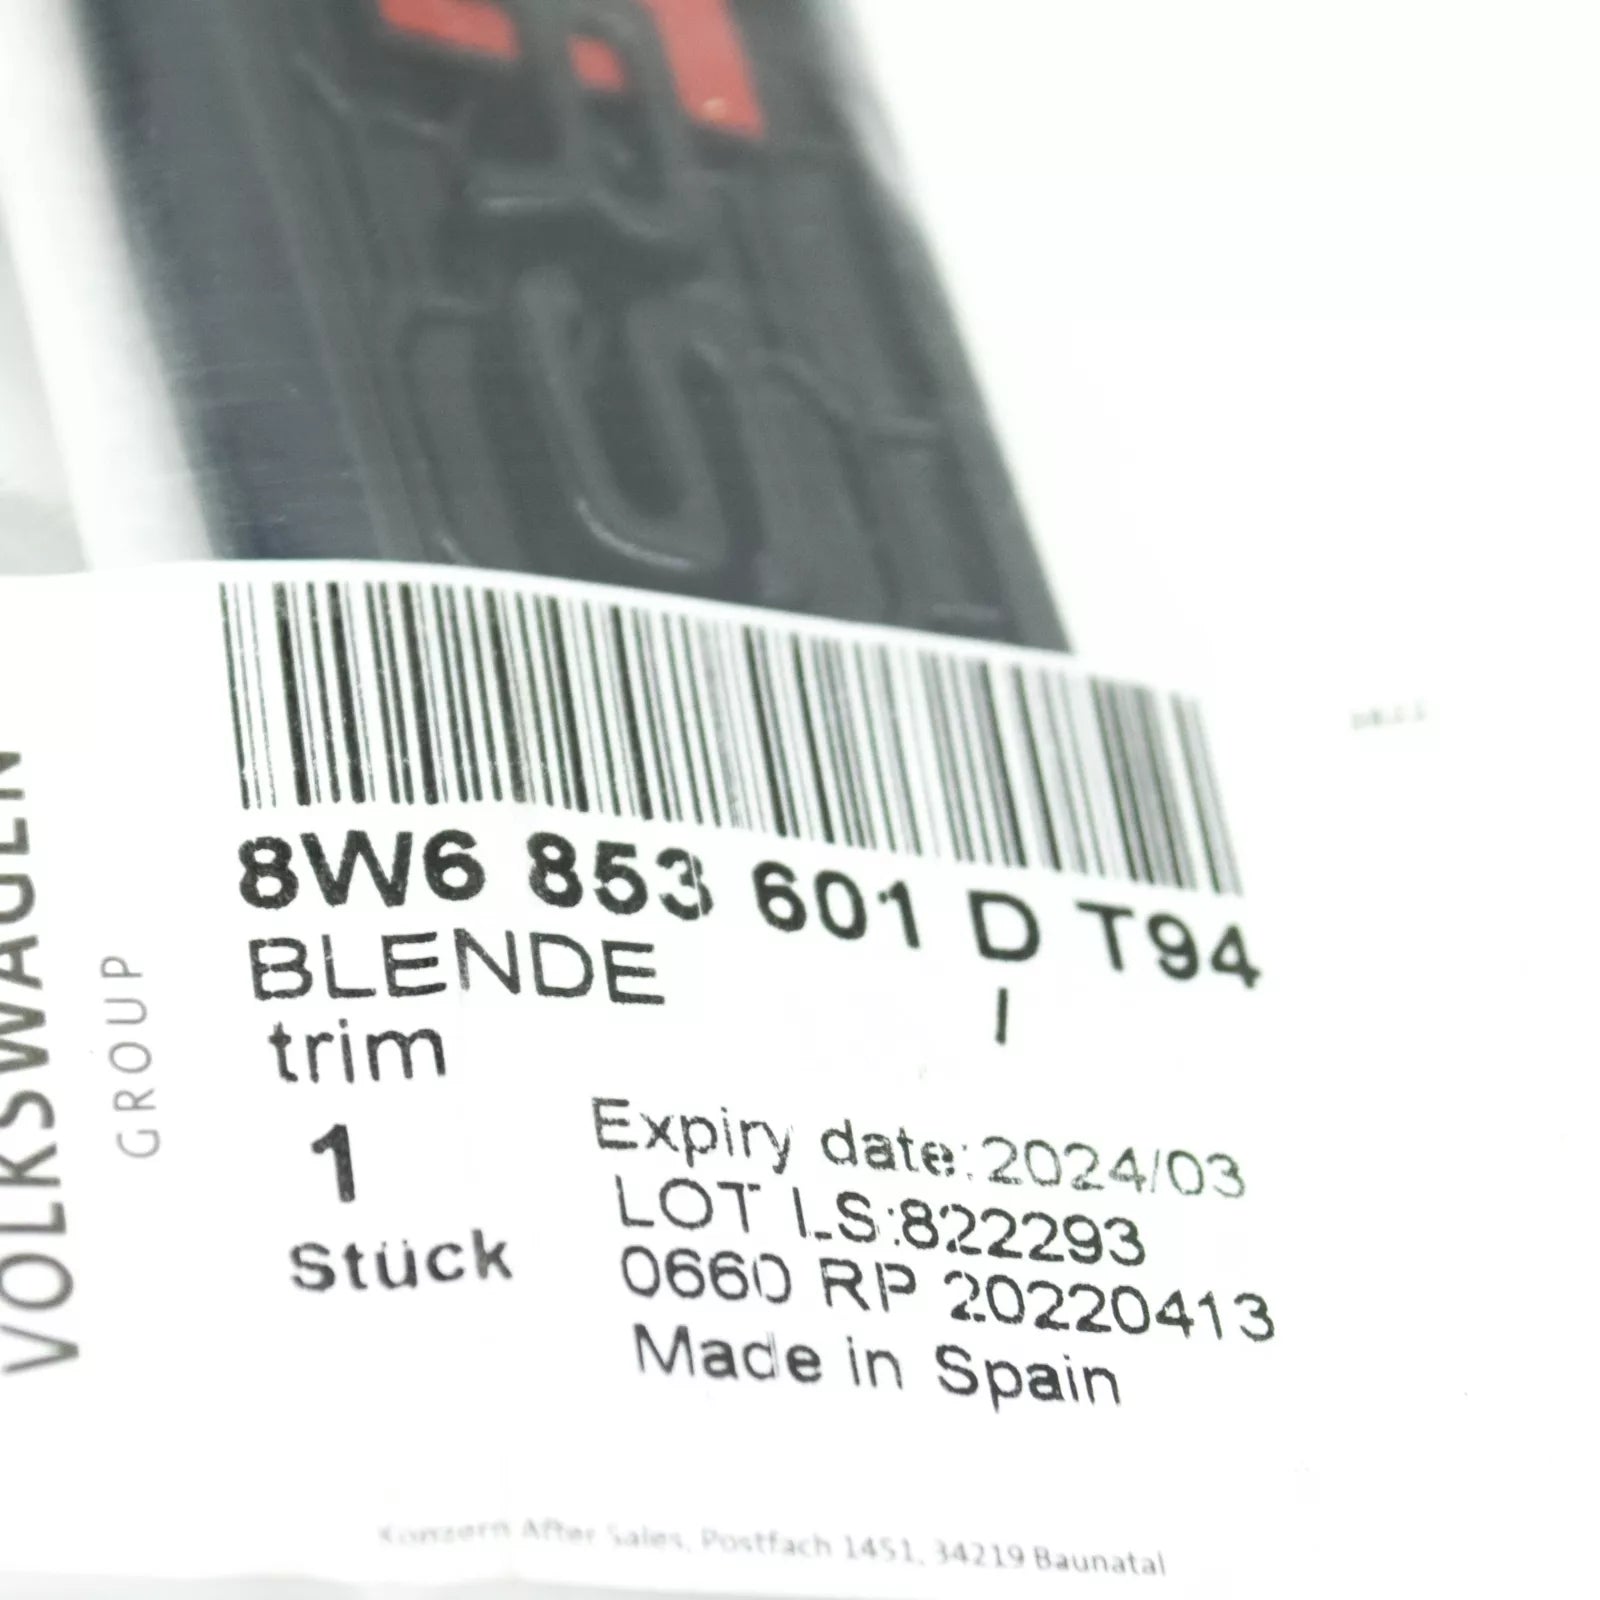 8W6 853 601 D T94
BLENDE
I
trim
1
Stück
Expiry date:2024/03
LOT LS:822293
0660 RP 20220413
Made in Spain
VOLKSWAGEN
GROUP
Konzern After Sales, Postfach 1451, 34219 Baunatal